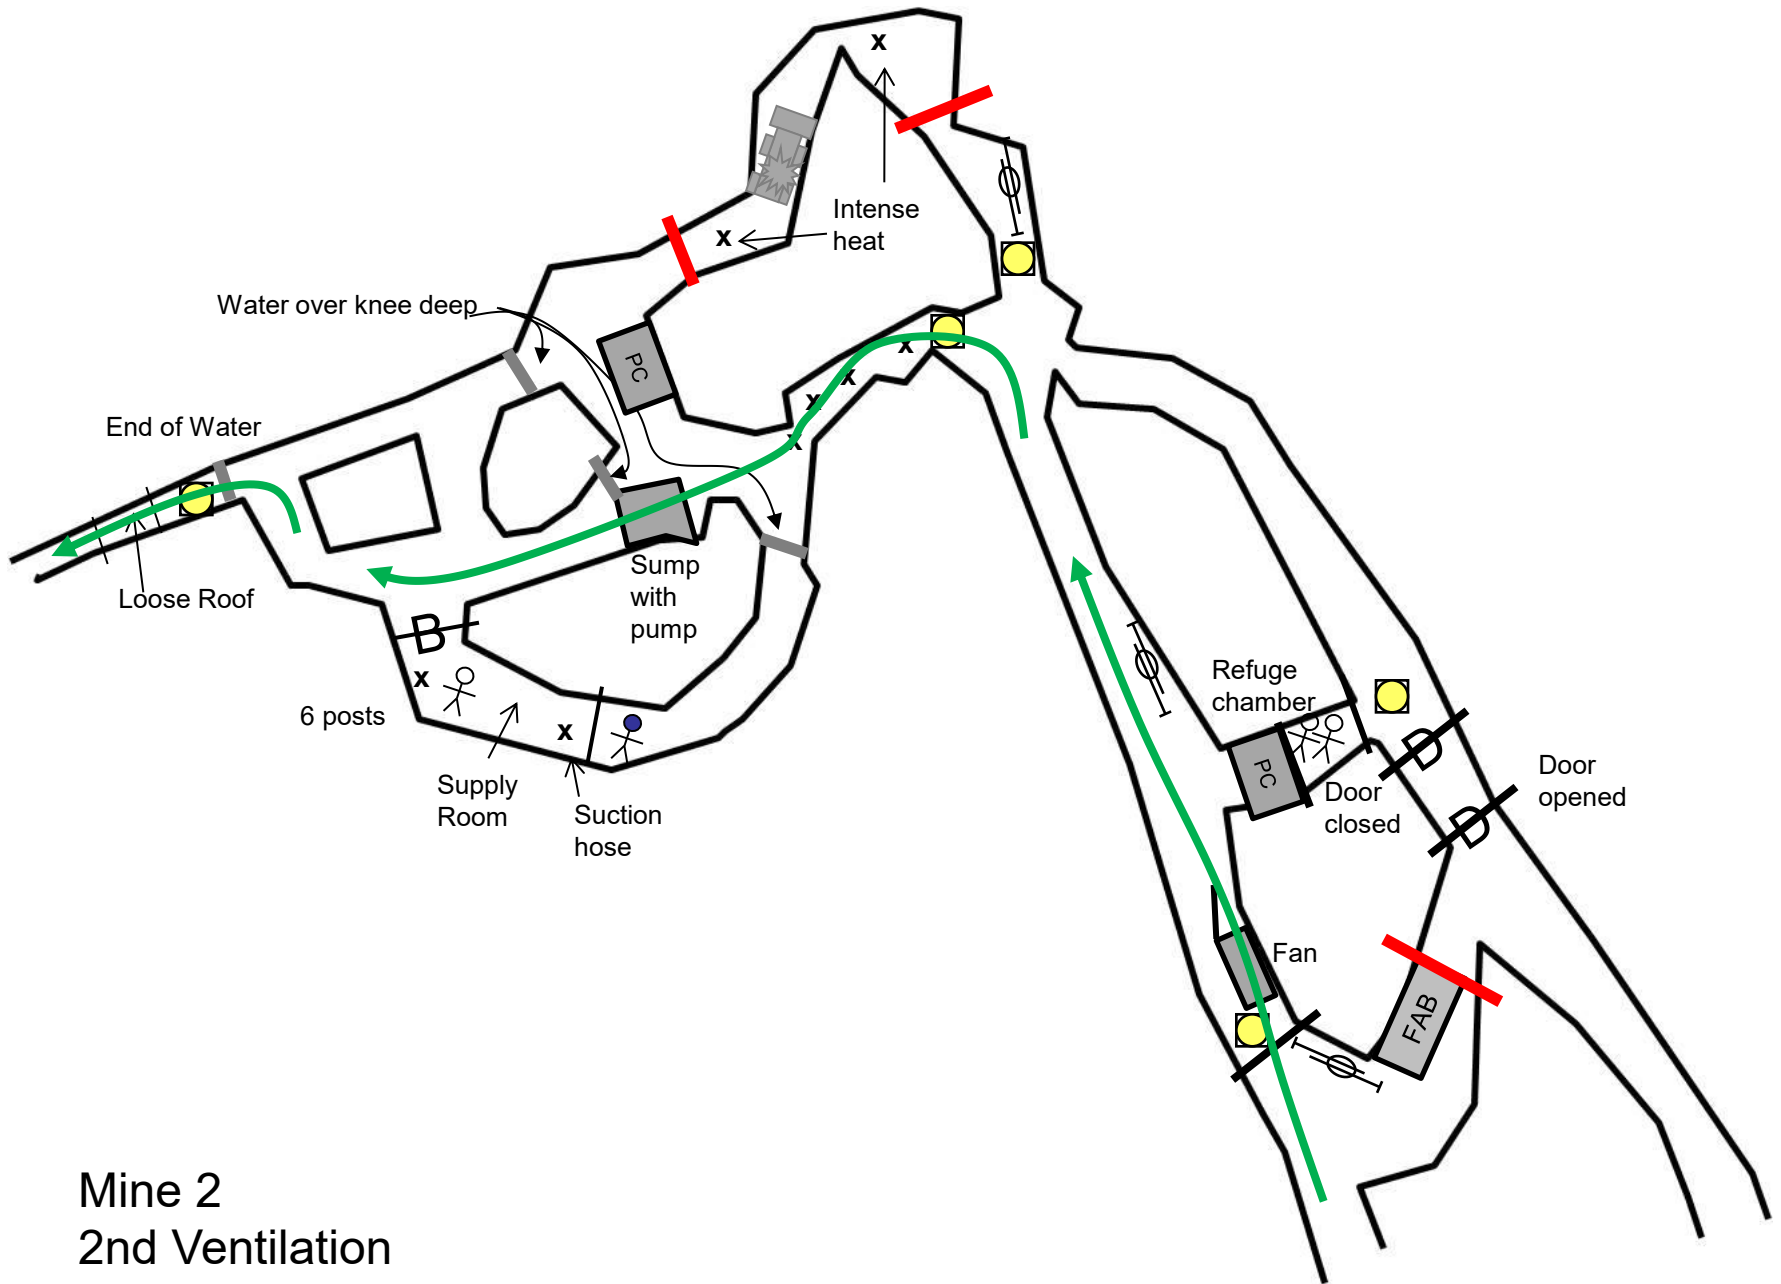 x
Intense
heat
x
Water over knee deep
PC
x
x
x
x
End of Water
Loose Roof
Sump
with
pump
B
x
6 posts
x
Supply
Room
Suction
hose
Refuge
chamber
PC
D
Door
opened
Door
closed
D
Fan
FAB
Mine 2
2nd Ventilation